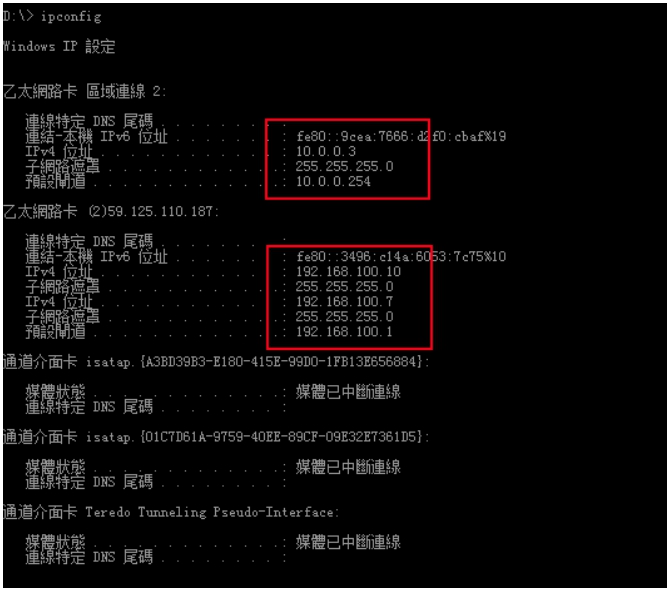 D:\> ipconfig
Windows IP 設定
乙太網路卡 區域連線 2:
連線特定 DNS 尾碼 . . . . . . . . :
連結-本機 IPv6 位址 . . . . . . . : fe80::9cea:7666:d2f0:cbaf%19
IPv4 位址 . . . . . . . . . . . . : 10.0.0.3
子網路遮罩 . . . . . . . . . . . .: 255.255.255.0
預設閘道 . . . . . . . . . . . . .: 10.0.0.254
乙太網路卡 (2)59.125.110.187:
連線特定 DNS 尾碼 . . . . . . . . :
連結-本機 IPv6 位址 . . . . . . . : fe80::3496:c14a:6053:7c75%10
IPv4 位址 . . . . . . . . . . . . : 192.168.100.10
子網路遮罩 . . . . . . . . . . . .: 255.255.255.0
IPv4 位址 . . . . . . . . . . . . : 192.168.100.7
子網路遮罩 . . . . . . . . . . . .: 255.255.255.0
預設閘道 . . . . . . . . . . . . .: 192.168.100.1
通道介面卡 isatap.{A3BD39B3-E180-415E-99D0-1FB13E656884}:
媒體狀態 . . . . . . . . . . . . .: 媒體已中斷連線
連線特定 DNS 尾碼 . . . . . . . . :
通道介面卡 isatap.{01C7D61A-9759-40EE-89CF-09E32E7361D5}:
媒體狀態 . . . . . . . . . . . . .: 媒體已中斷連線
連線特定 DNS 尾碼 . . . . . . . . :
通道介面卡 Teredo Tunneling Pseudo-Interface:
媒體狀態 . . . . . . . . . . . . .: 媒體已中斷連線
連線特定 DNS 尾碼 . . . . . . . . :